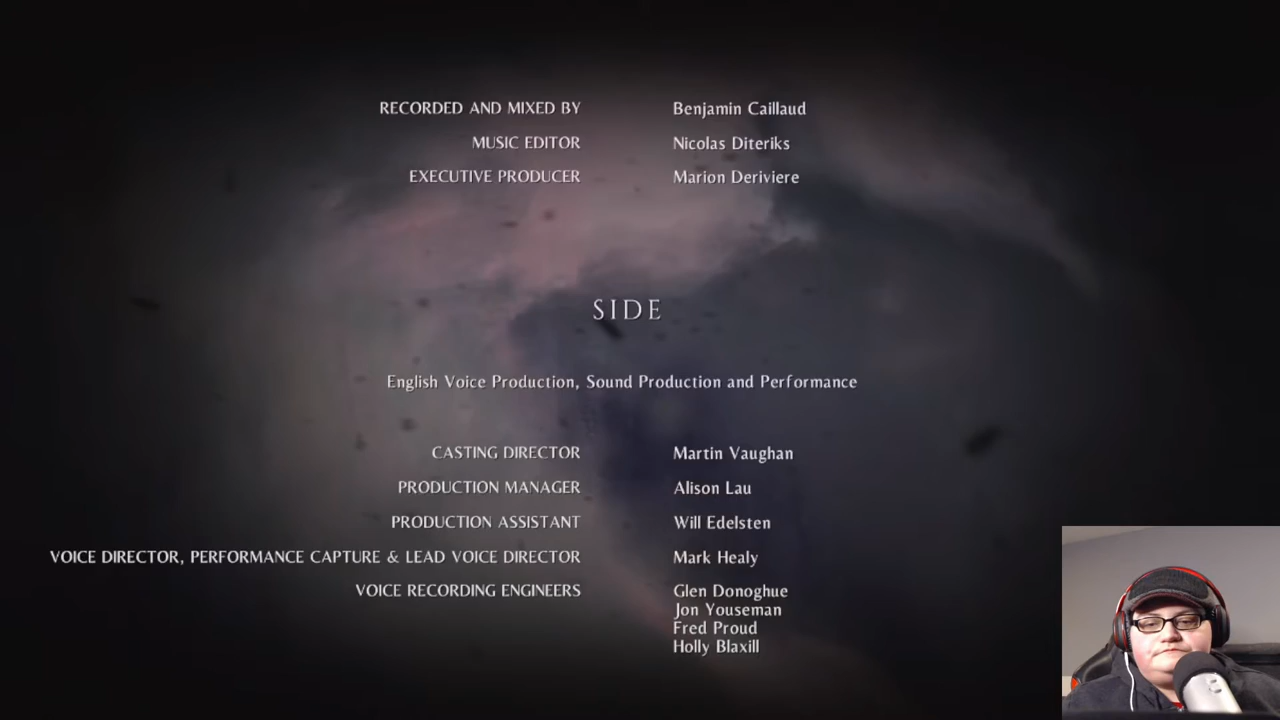 RECORDED AND MIXED BY Benjamin Caillaud
MUSIC EDITOR Nicolas Diteriks
EXECUTIVE PRODUCER Marion Deriviere
SIDE
English Voice Production, Sound Production and Performance
CASTING DIRECTOR Martin Vaughan
PRODUCTION MANAGER Alison Lau
PRODUCTION ASSISTANT Will Edelsten
VOICE DIRECTOR, PERFORMANCE CAPTURE & LEAD VOICE DIRECTOR Mark Healy
VOICE RECORDING ENGINEERS Glen Donoghue
Jon Youseman
Fred Proud
Holly Blaxill